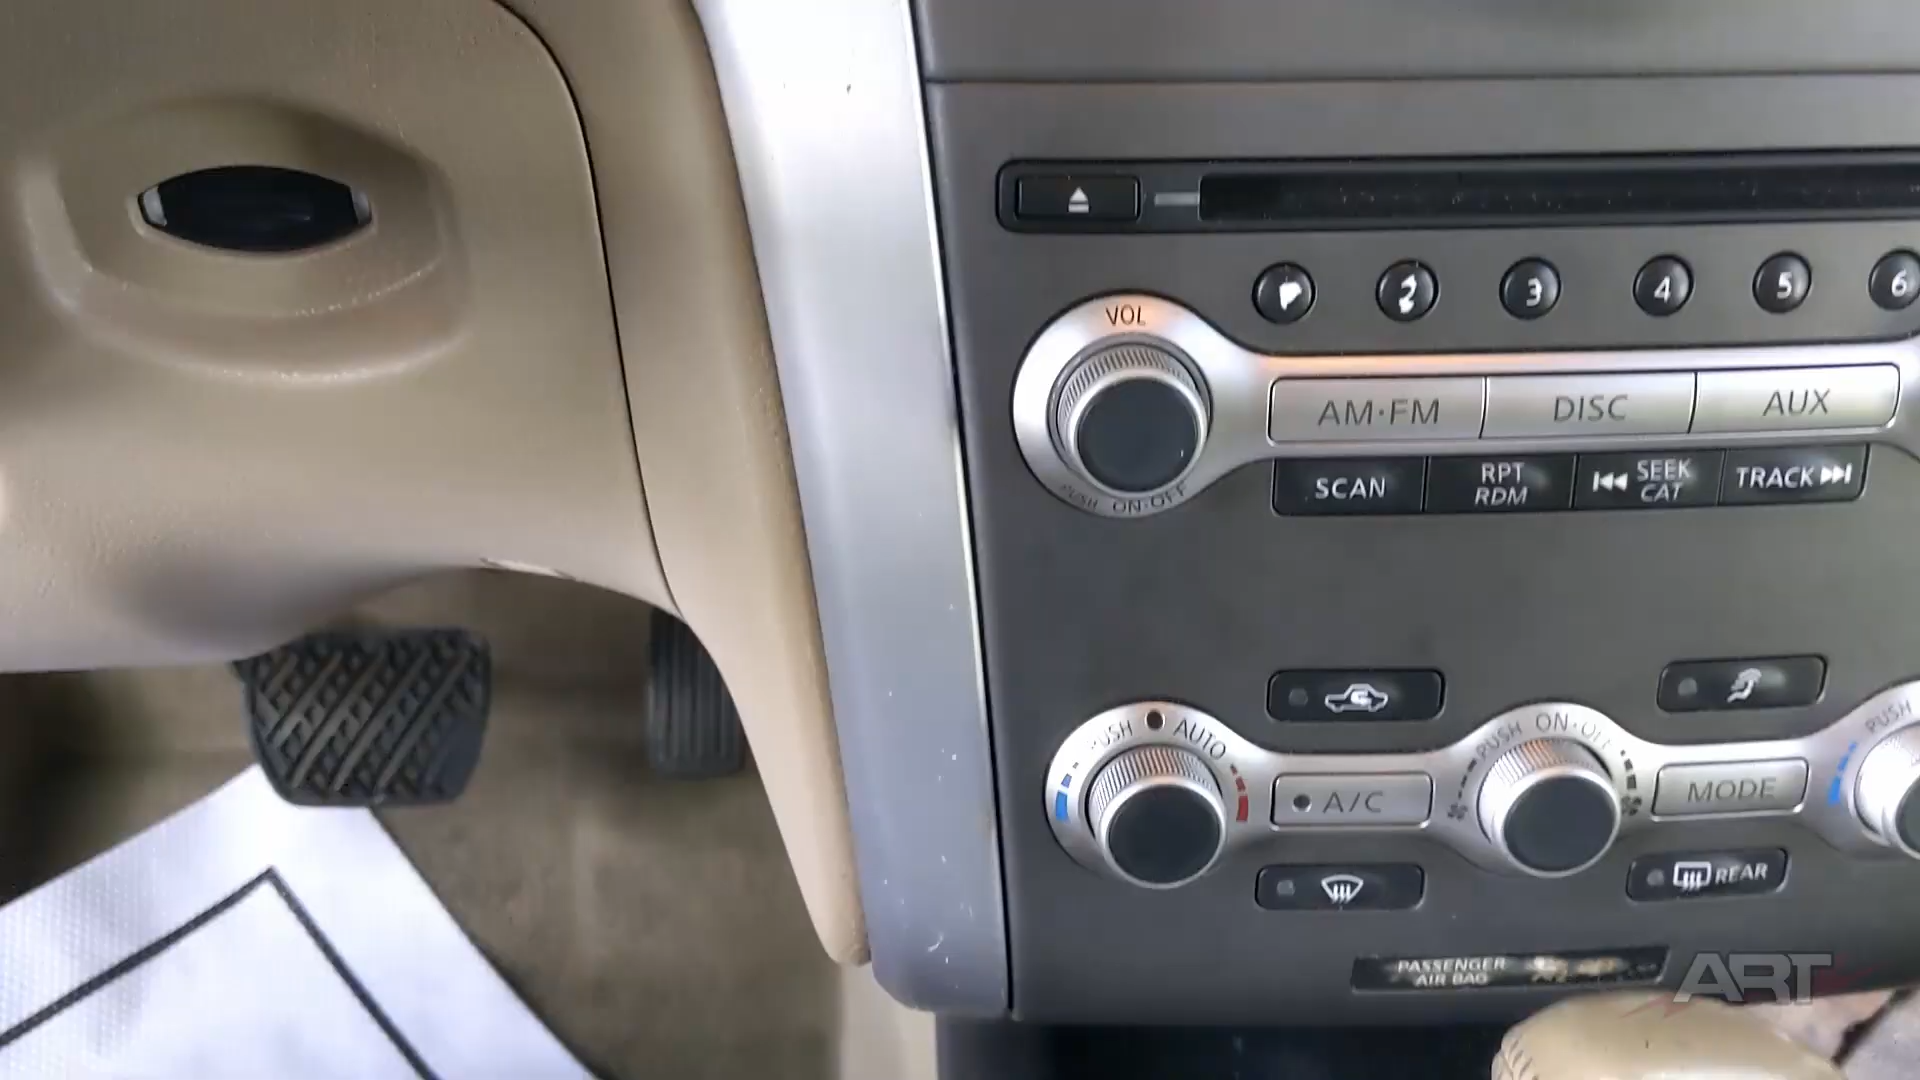 2 3 4 5 6
VOL
AM·FM DISC AUX
PUSH ON·OFF
SCAN RPT RDM SEEK CAT TRACK
PUSH AUTO
PUSH ON·OFF
PUSH
A/C
MODE
REAR
PASSENGER
AIR BAG
ART